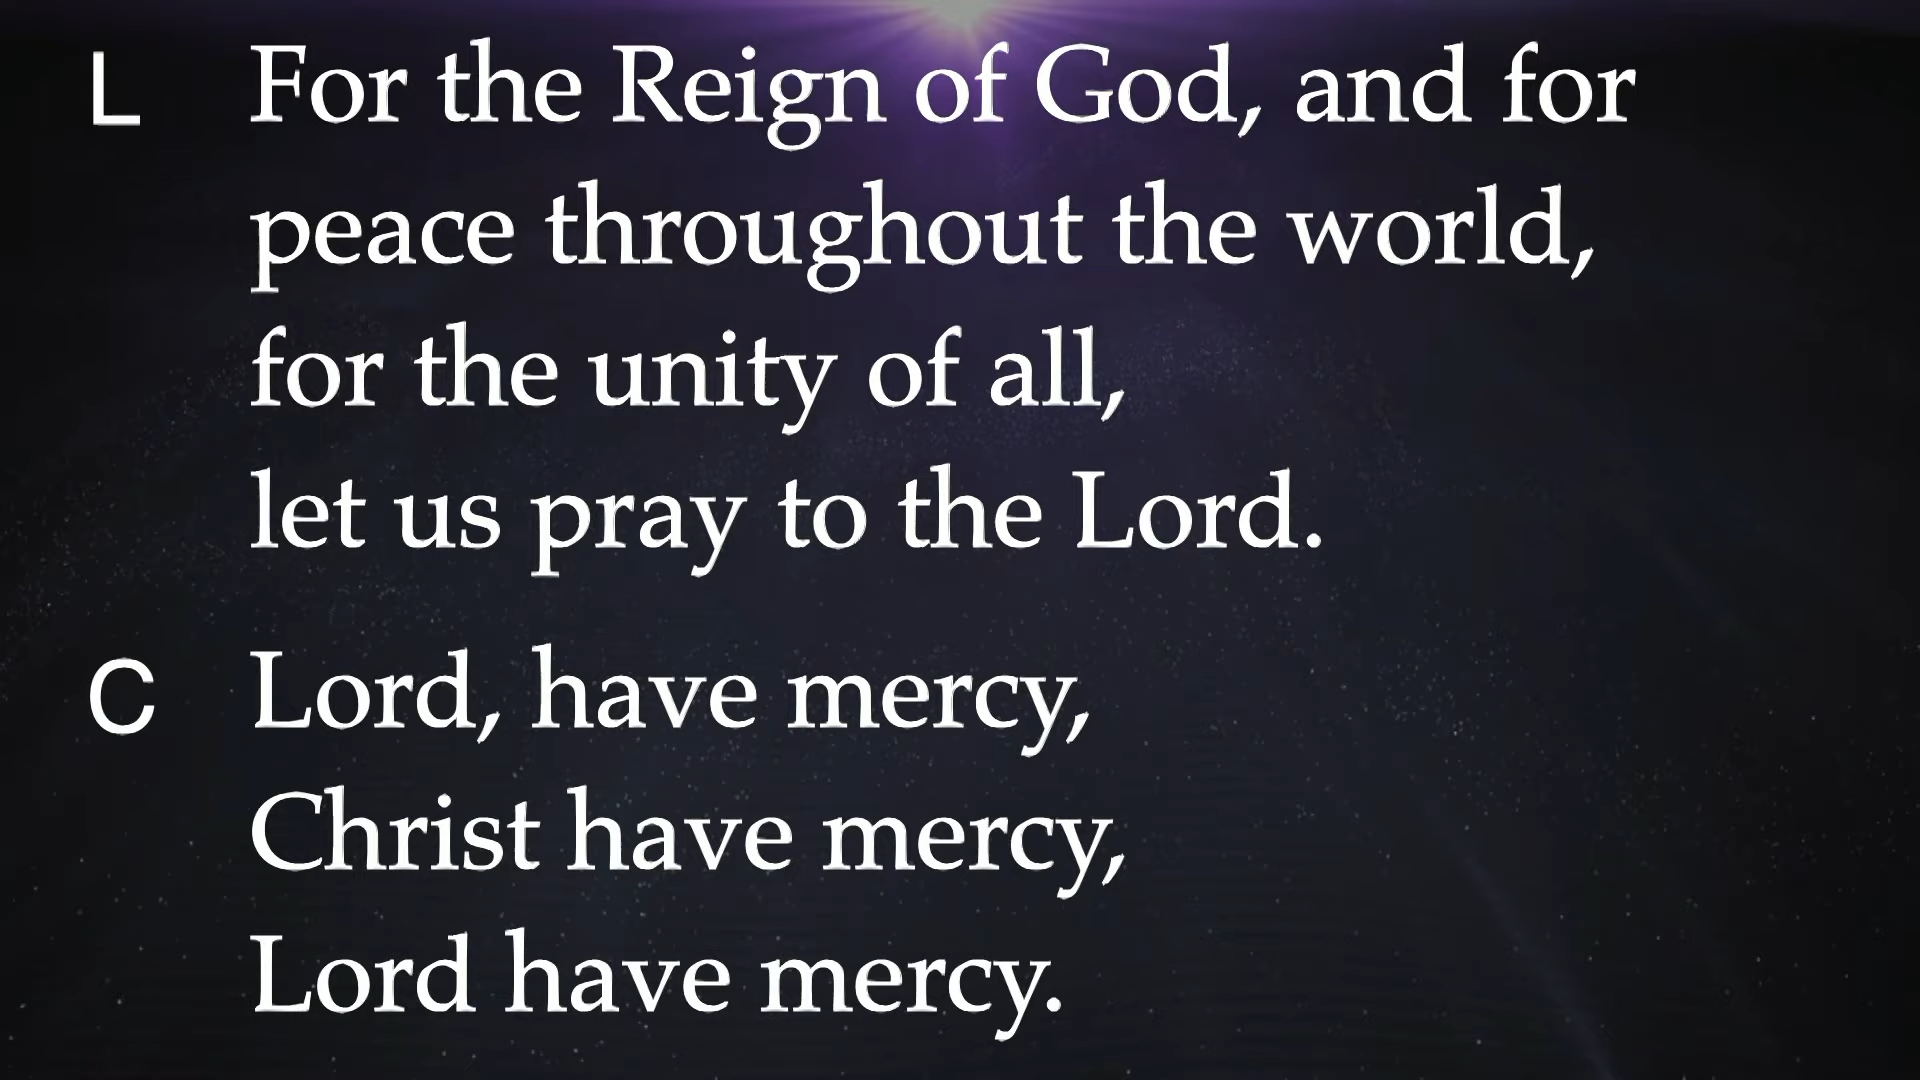 L For the Reign of God, and for
peace throughout the world,
for the unity of all,
let us pray to the Lord.
C Lord, have mercy,
Christ have mercy,
Lord have mercy.